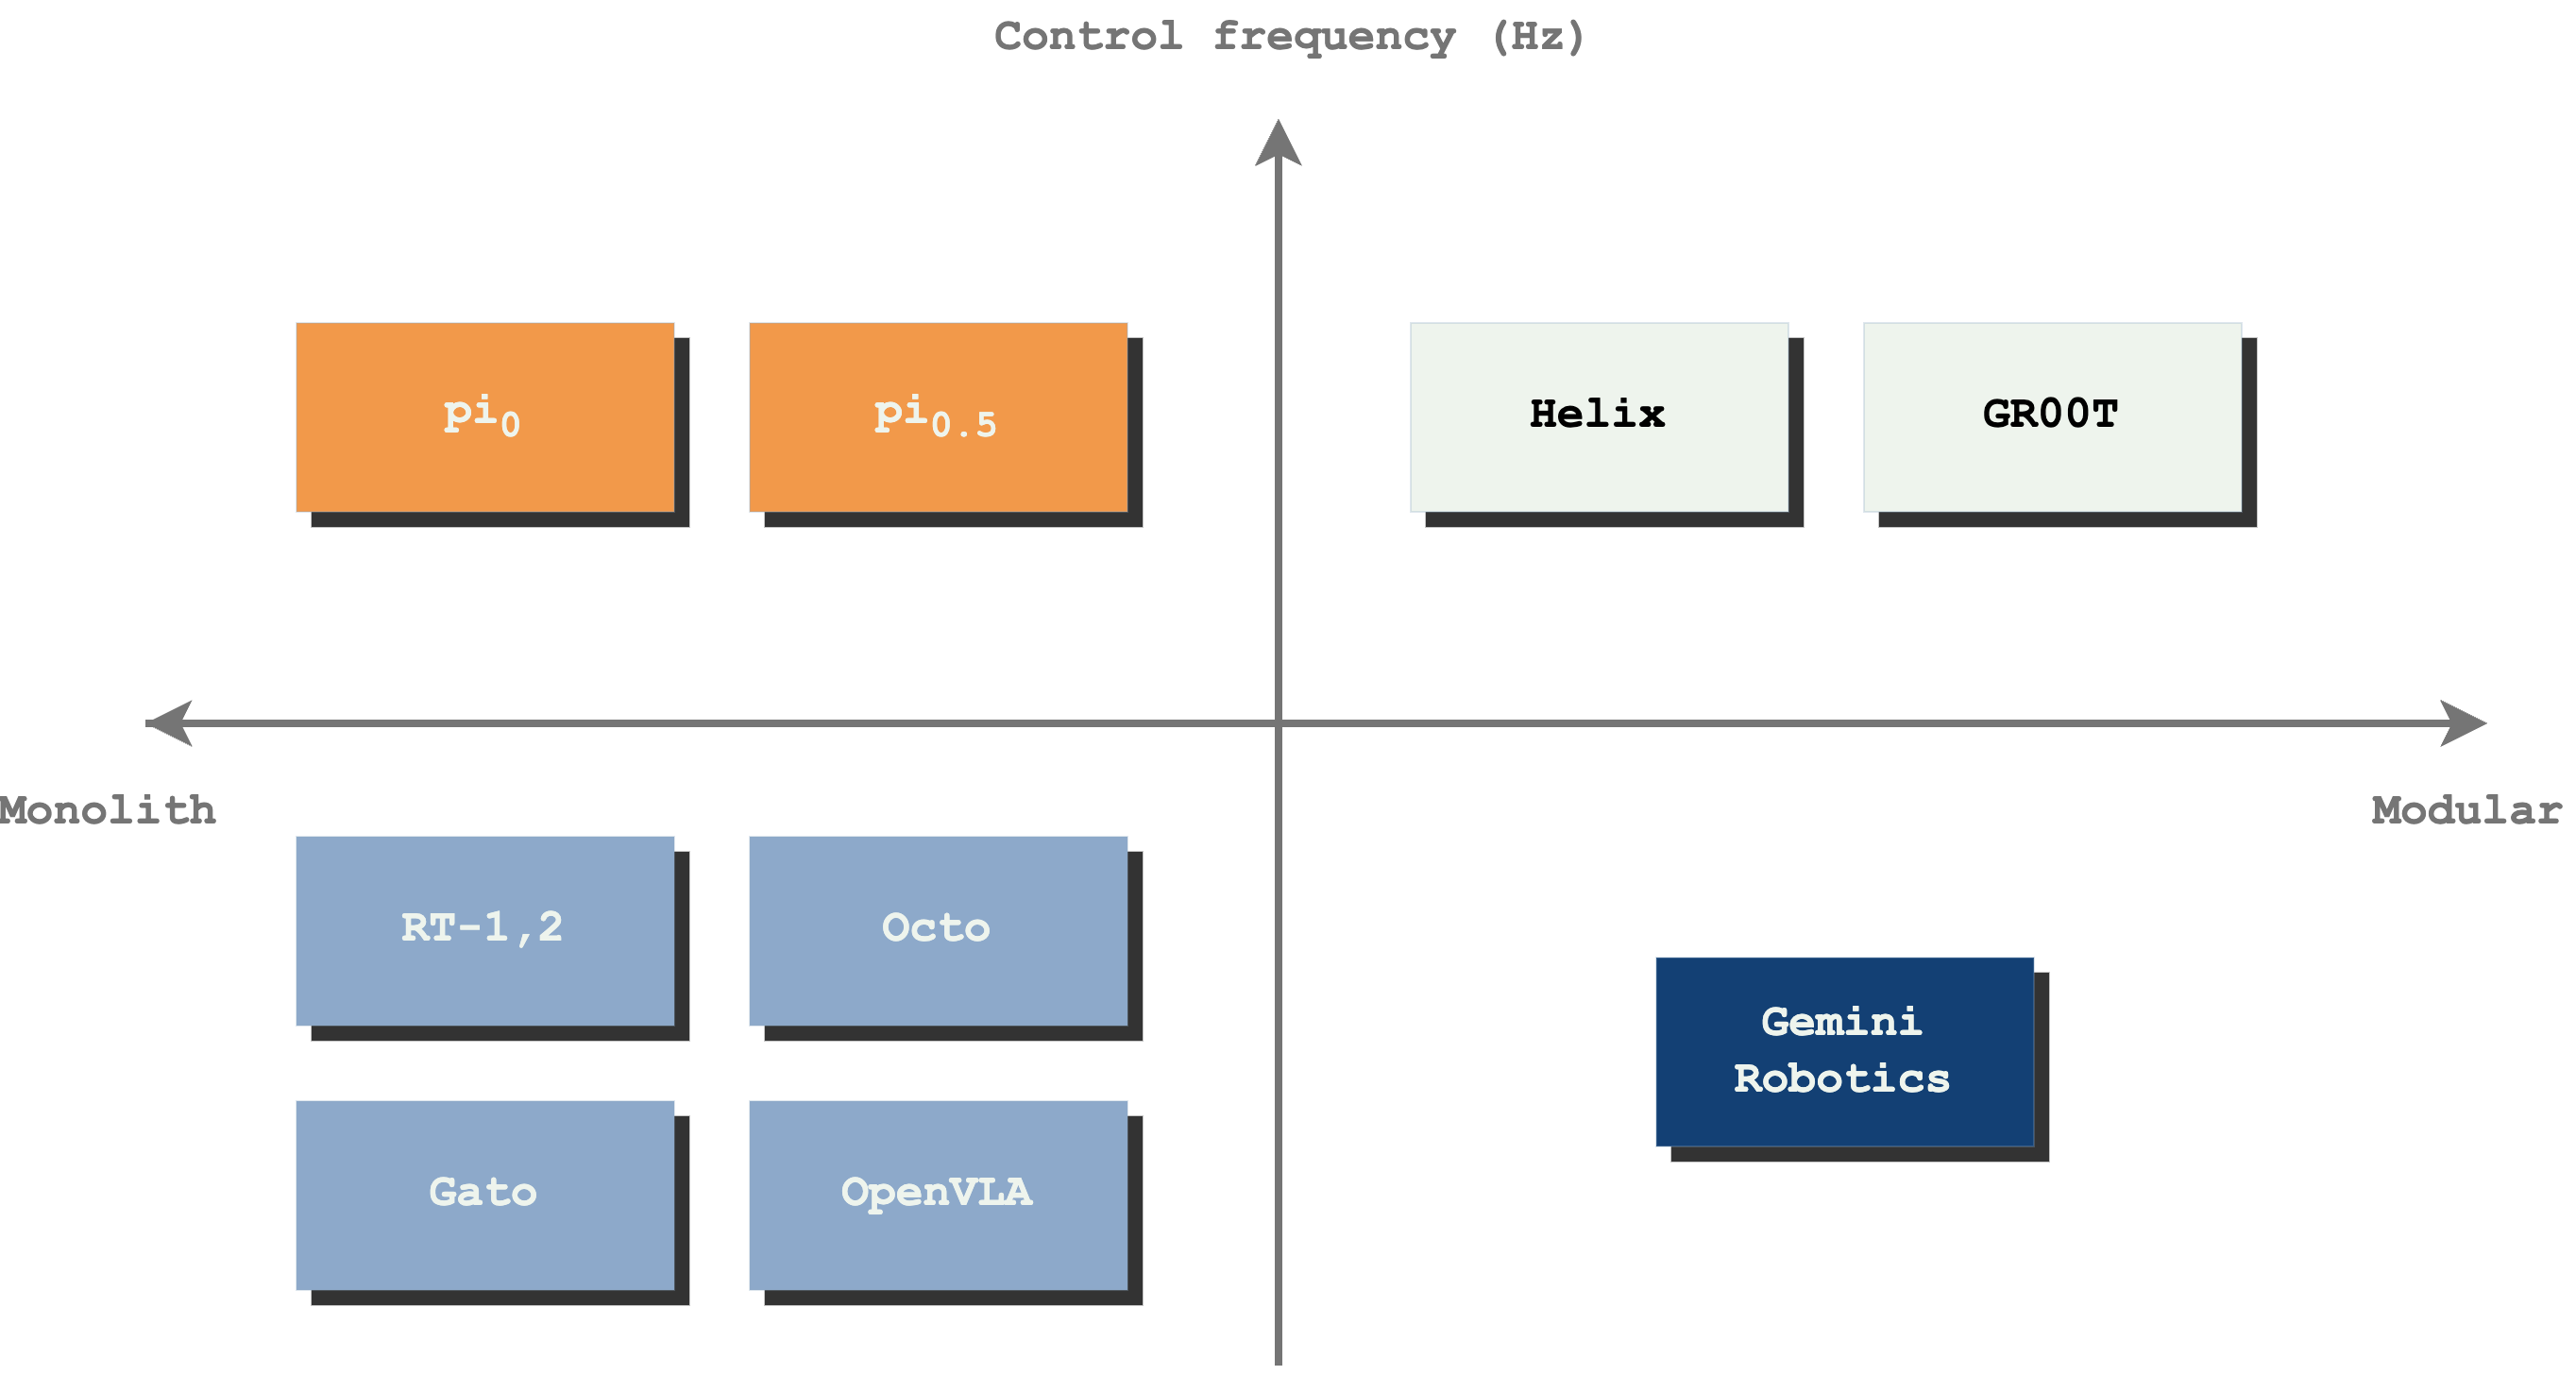 Control frequency (Hz)
pi₀
pi₀.₅
Helix
GR00T
Monolith
Modular
RT-1,2
Octo
Gemini
Robotics
Gato
OpenVLA